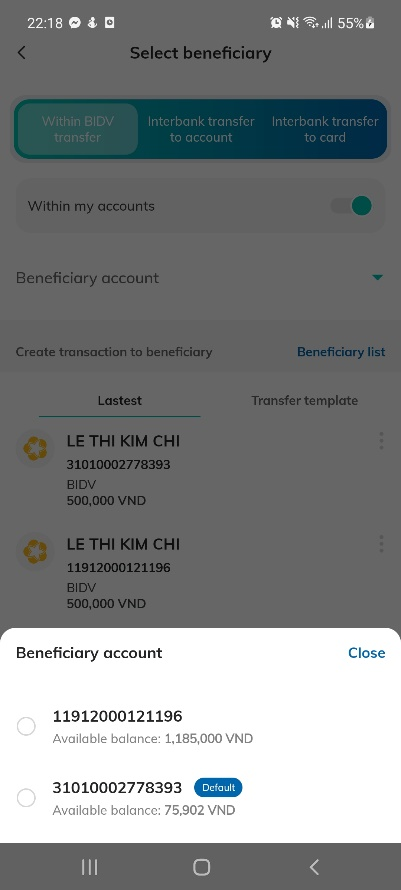 22:18 55%
Select beneficiary
Within BIDV transfer
Interbank transfer to account
Interbank transfer to card
Within my accounts
Beneficiary account
Create transaction to beneficiary Beneficiary list
Lastest Transfer template
LE THI KIM CHI
31010002778393
BIDV
500,000 VND
LE THI KIM CHI
11912000121196
BIDV
500,000 VND
Beneficiary account Close
11912000121196
Available balance: 1,185,000 VND
31010002778393 Default
Available balance: 75,902 VND